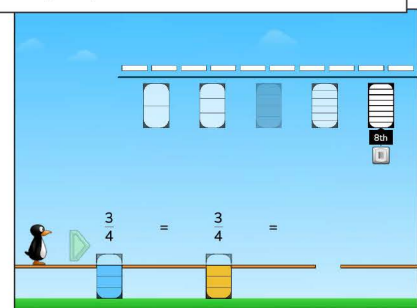 8th
3/4 = 3/4 =